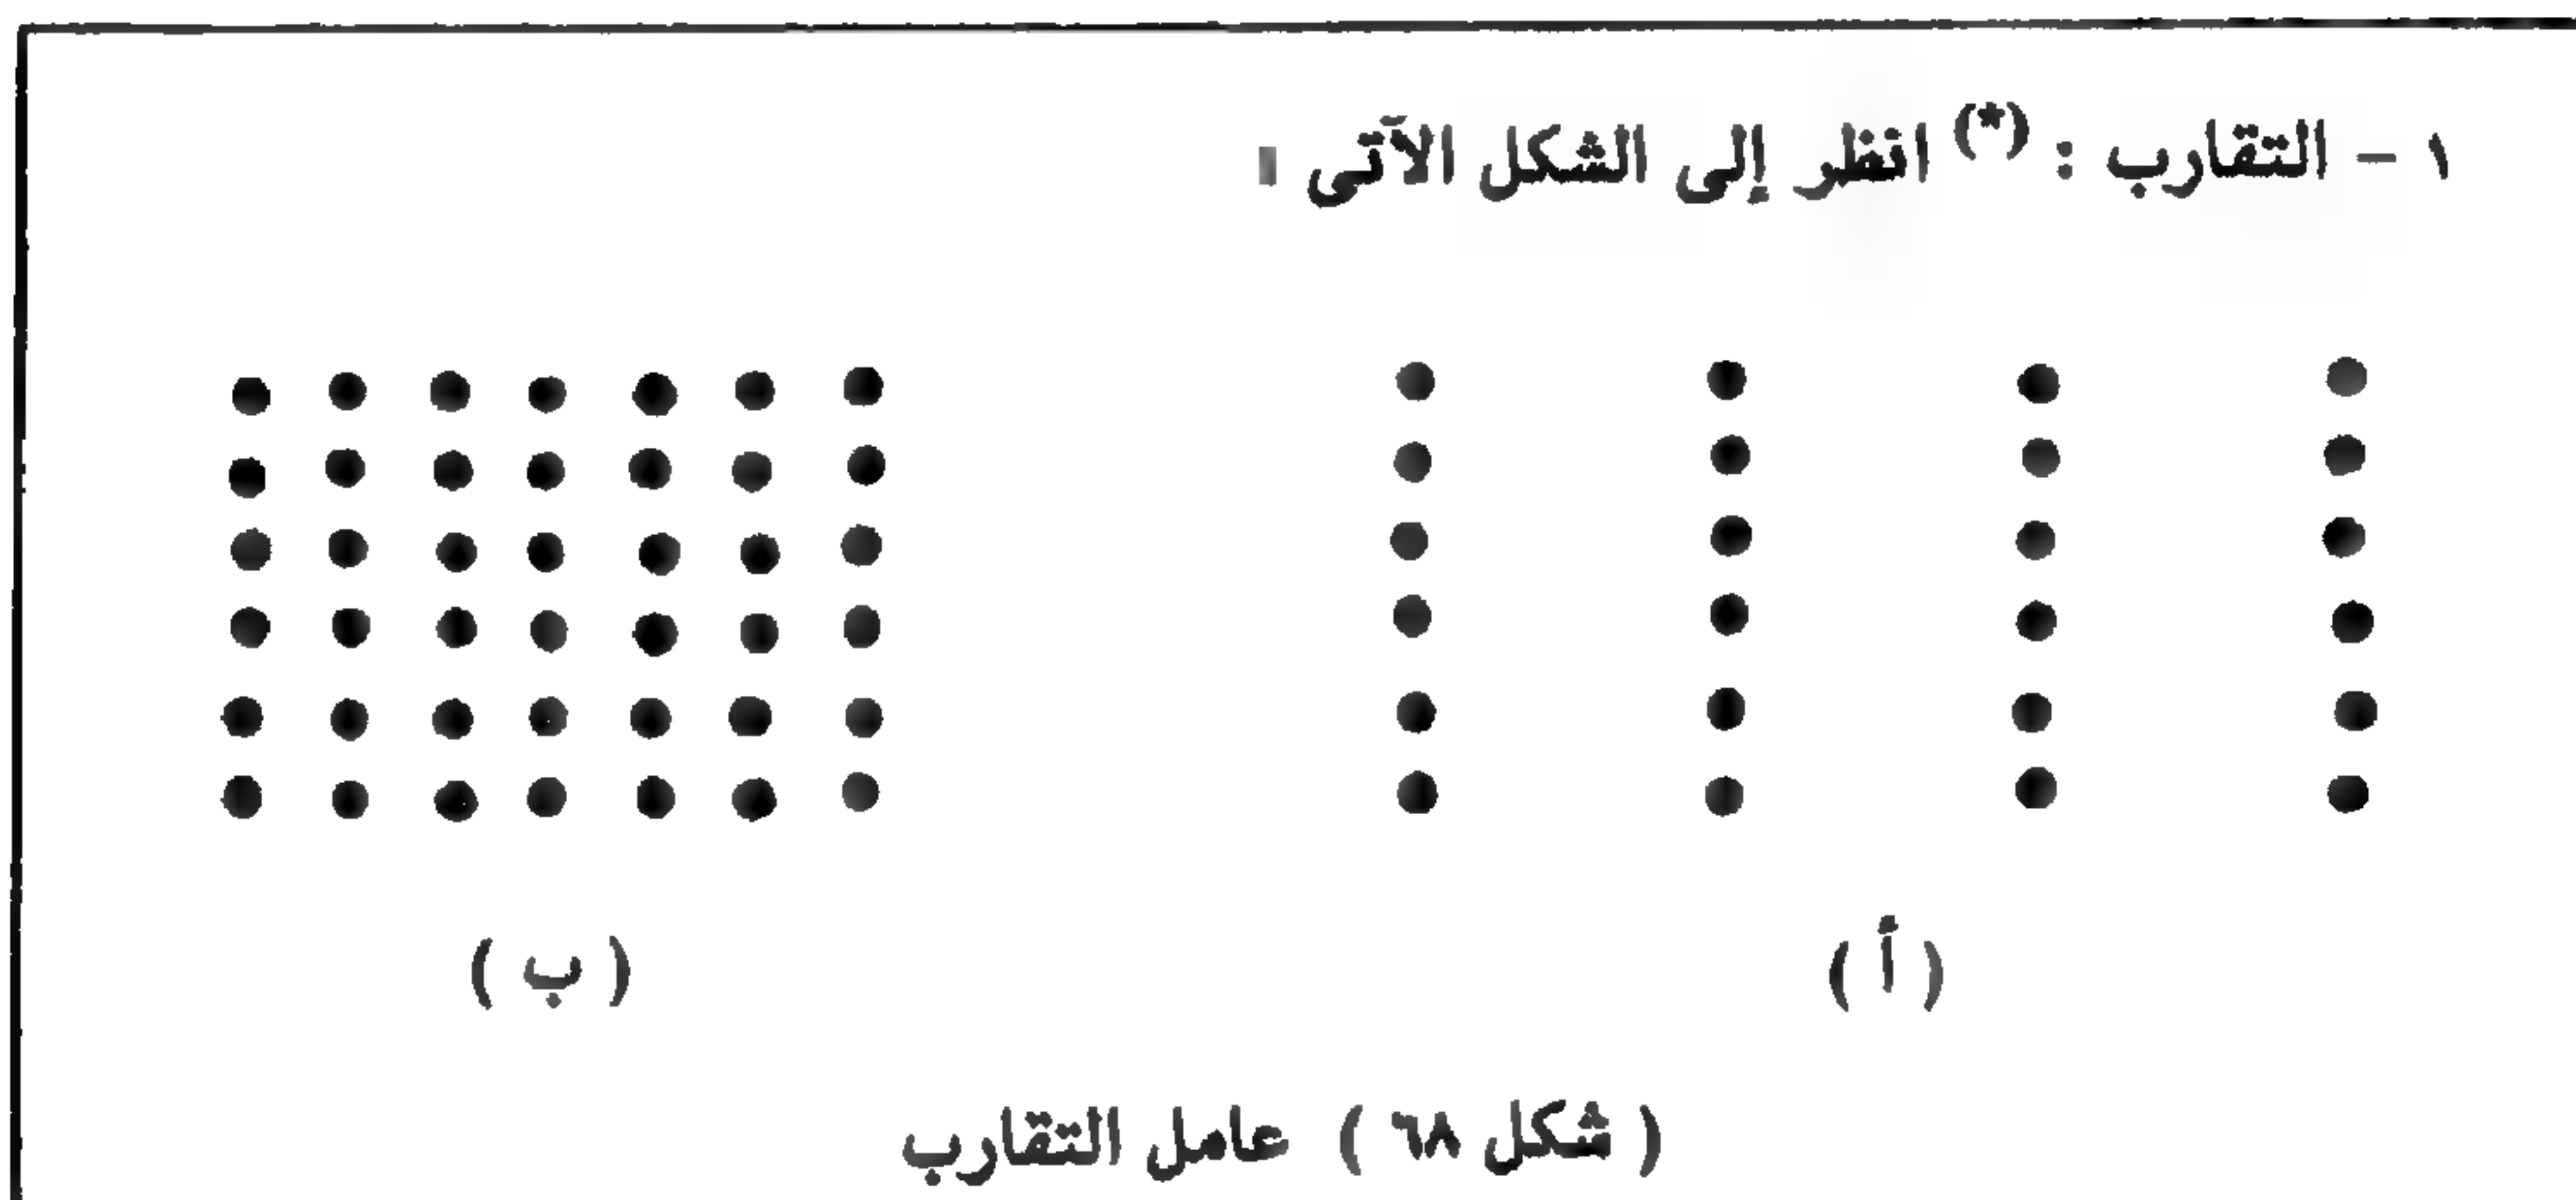 ١ - التقارب : (*) انظر إلى الشكل الآتى :
( أ )
( ب )
( شكل ٦٨ ) عامل التقارب